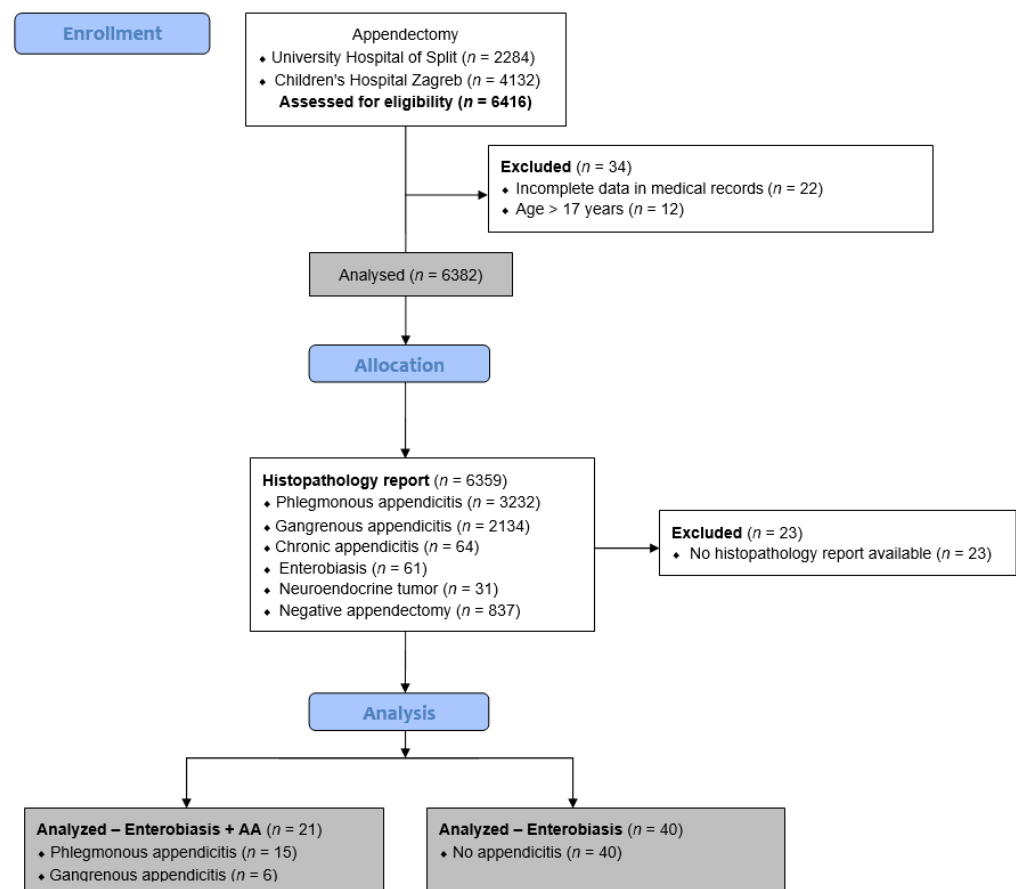 Enrollment
Appendectomy
⬥ University Hospital of Split (n = 2284)
⬥ Children's Hospital Zagreb (n = 4132)
Assessed for eligibility (n = 6416)
Excluded (n = 34)
⬥ Incomplete data in medical records (n = 22)
⬥ Age > 17 years (n = 12)
Analysed (n = 6382)
Allocation
Histopathology report (n = 6359)
⬥ Phlegmonous appendicitis (n = 3232)
⬥ Gangrenous appendicitis (n = 2134)
⬥ Chronic appendicitis (n = 64)
⬥ Enterobiasis (n = 61)
⬥ Neuroendocrine tumor (n = 31)
⬥ Negative appendectomy (n = 837)
Excluded (n = 23)
⬥ No histopathology report available (n = 23)
Analysis
Analyzed – Enterobiasis + AA (n = 21)
⬥ Phlegmonous appendicitis (n = 15)
⬥ Gangrenous appendicitis (n = 6)
Analyzed – Enterobiasis (n = 40)
⬥ No appendicitis (n = 40)